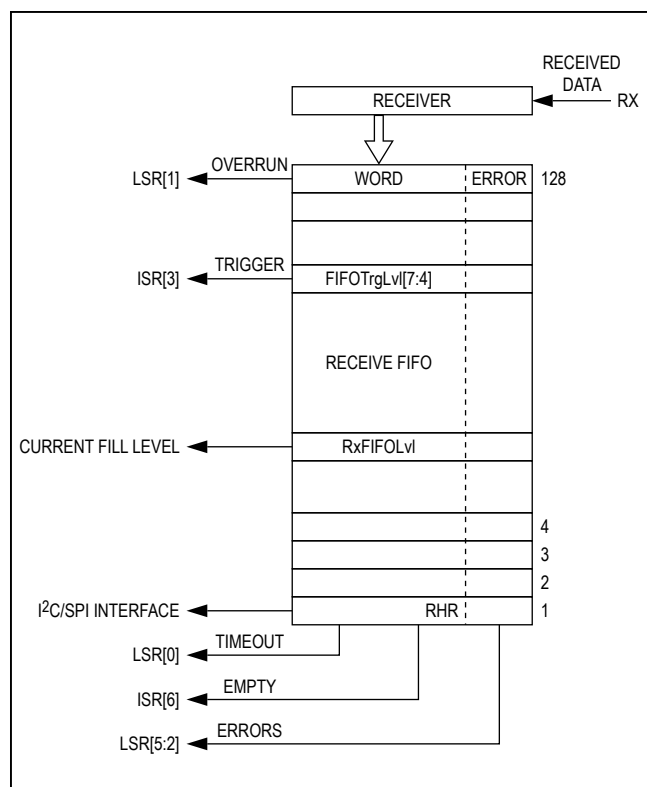 RECEIVED
DATA
RECEIVER
RX
OVERRUN
LSR[1]
WORD
ERROR
128
TRIGGER
ISR[3]
FIFOTrgLvl[7:4]
RECEIVE FIFO
CURRENT FILL LEVEL
RxFIFOLvl
4
3
2
I²C/SPI INTERFACE
RHR
1
TIMEOUT
LSR[0]
EMPTY
ISR[6]
ERRORS
LSR[5:2]